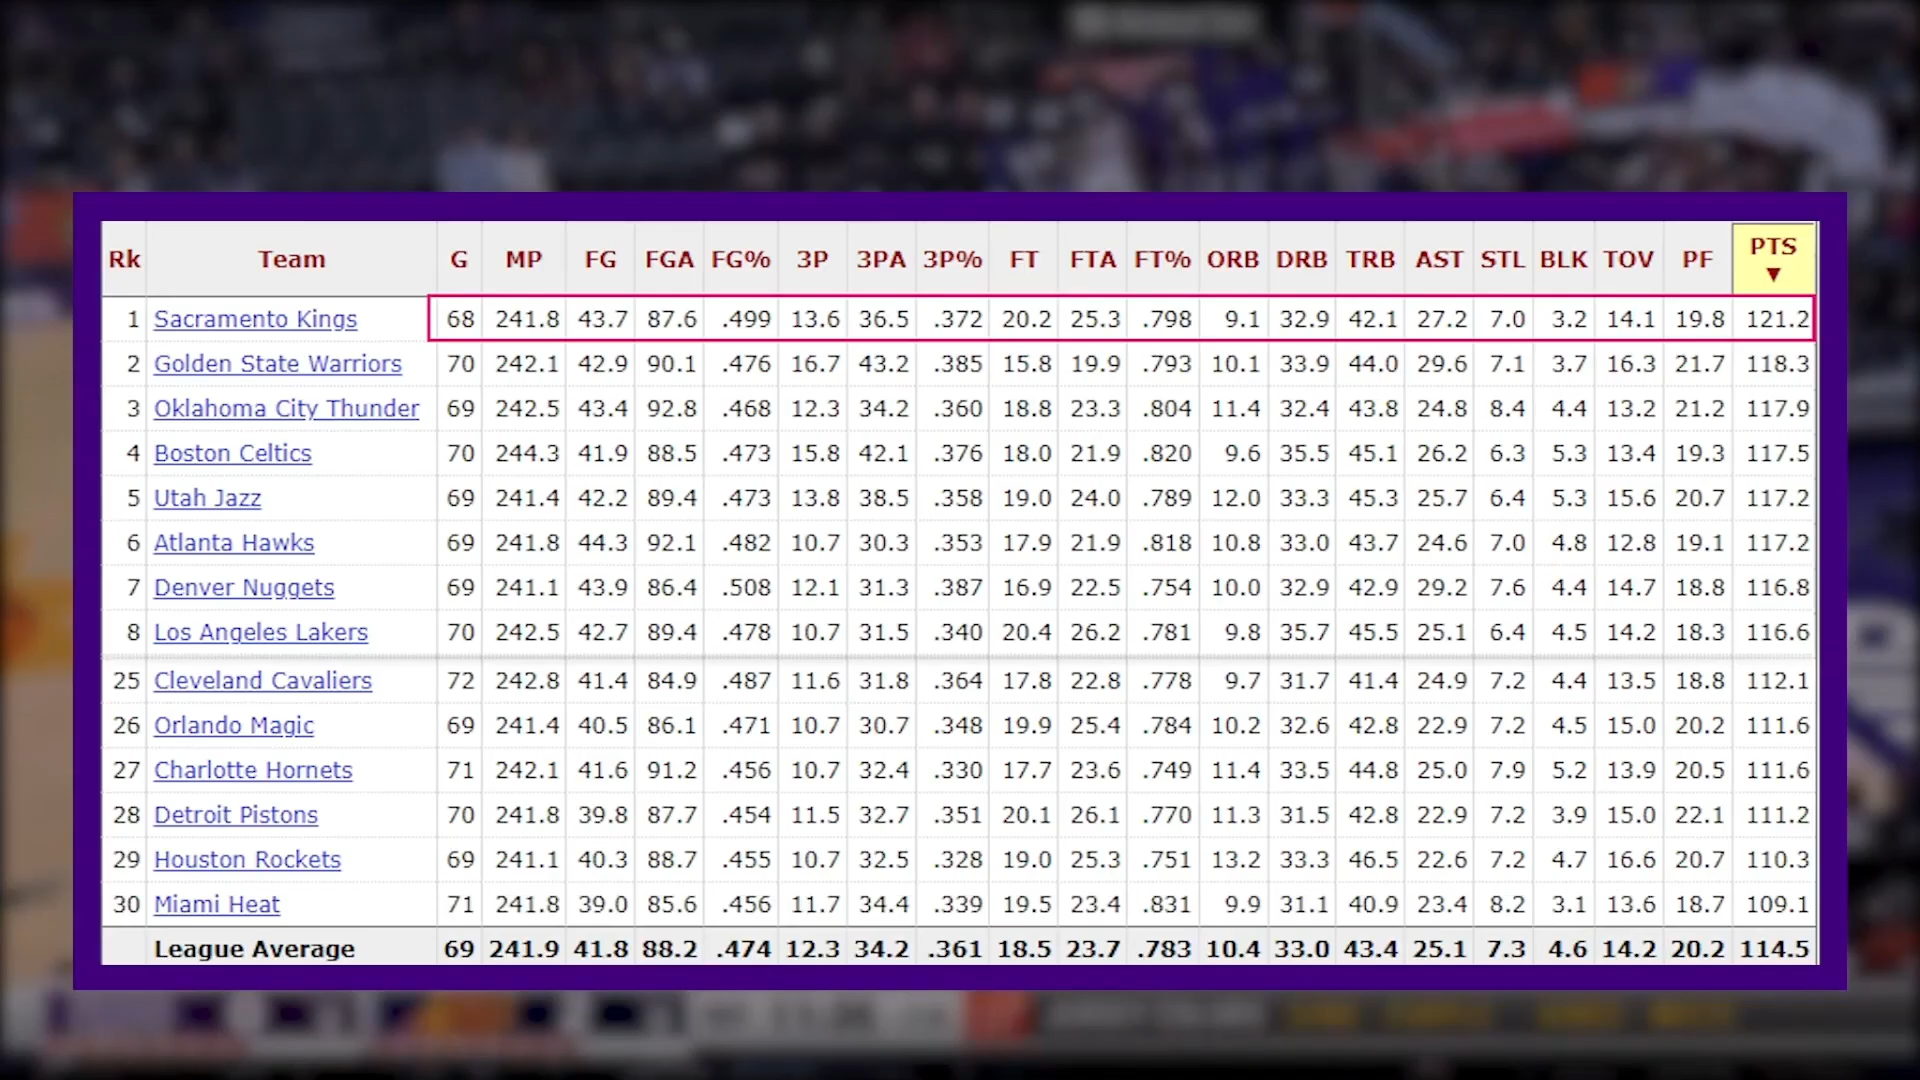 Rk Team G MP FG FGA FG% 3P 3PA 3P% FT FTA FT% ORB DRB TRB AST STL BLK TOV PF PTS ▼
1 Sacramento Kings 68 241.8 43.7 87.6 .499 13.6 36.5 .372 20.2 25.3 .798 9.1 32.9 42.1 27.2 7.0 3.2 14.1 19.8 121.2
2 Golden State Warriors 70 242.1 42.9 90.1 .476 16.7 43.2 .385 15.8 19.9 .793 10.1 33.9 44.0 29.6 7.1 3.7 16.3 21.7 118.3
3 Oklahoma City Thunder 69 242.5 43.4 92.8 .468 12.3 34.2 .360 18.8 23.3 .804 11.4 32.4 43.8 24.8 8.4 4.4 13.2 21.2 117.9
4 Boston Celtics 70 244.3 41.9 88.5 .473 15.8 42.1 .376 18.0 21.9 .820 9.6 35.5 45.1 26.2 6.3 5.3 13.4 19.3 117.5
5 Utah Jazz 69 241.4 42.2 89.4 .473 13.8 38.5 .358 19.0 24.0 .789 12.0 33.3 45.3 25.7 6.4 5.3 15.6 20.7 117.2
6 Atlanta Hawks 69 241.8 44.3 92.1 .482 10.7 30.3 .353 17.9 21.9 .818 10.8 33.0 43.7 24.6 7.0 4.8 12.8 19.1 117.2
7 Denver Nuggets 69 241.1 43.9 86.4 .508 12.1 31.3 .387 16.9 22.5 .754 10.0 32.9 42.9 29.2 7.6 4.4 14.7 18.8 116.8
8 Los Angeles Lakers 70 242.5 42.7 89.4 .478 10.7 31.5 .340 20.4 26.2 .781 9.8 35.7 45.5 25.1 6.4 4.5 14.2 18.3 116.6
25 Cleveland Cavaliers 72 242.8 41.4 84.9 .487 11.6 31.8 .364 17.8 22.8 .778 9.7 31.7 41.4 24.9 7.2 4.4 13.5 18.8 112.1
26 Orlando Magic 69 241.4 40.5 86.1 .471 10.7 30.7 .348 19.9 25.4 .784 10.2 32.6 42.8 22.9 7.2 4.5 15.0 20.2 111.6
27 Charlotte Hornets 71 242.1 41.6 91.2 .456 10.7 32.4 .330 17.7 23.6 .749 11.4 33.5 44.8 25.0 7.9 5.2 13.9 20.5 111.6
28 Detroit Pistons 70 241.8 39.8 87.7 .454 11.5 32.7 .351 20.1 26.1 .770 11.3 31.5 42.8 22.9 7.2 3.9 15.0 22.1 111.2
29 Houston Rockets 69 241.1 40.3 88.7 .455 10.7 32.5 .328 19.0 25.3 .751 13.2 33.3 46.5 22.6 7.2 4.7 16.6 20.7 110.3
30 Miami Heat 71 241.8 39.0 85.6 .456 11.7 34.4 .339 19.5 23.4 .831 9.9 31.1 40.9 23.4 8.2 3.1 13.6 18.7 109.1
League Average 69 241.9 41.8 88.2 .474 12.3 34.2 .361 18.5 23.7 .783 10.4 33.0 43.4 25.1 7.3 4.6 14.2 20.2 114.5